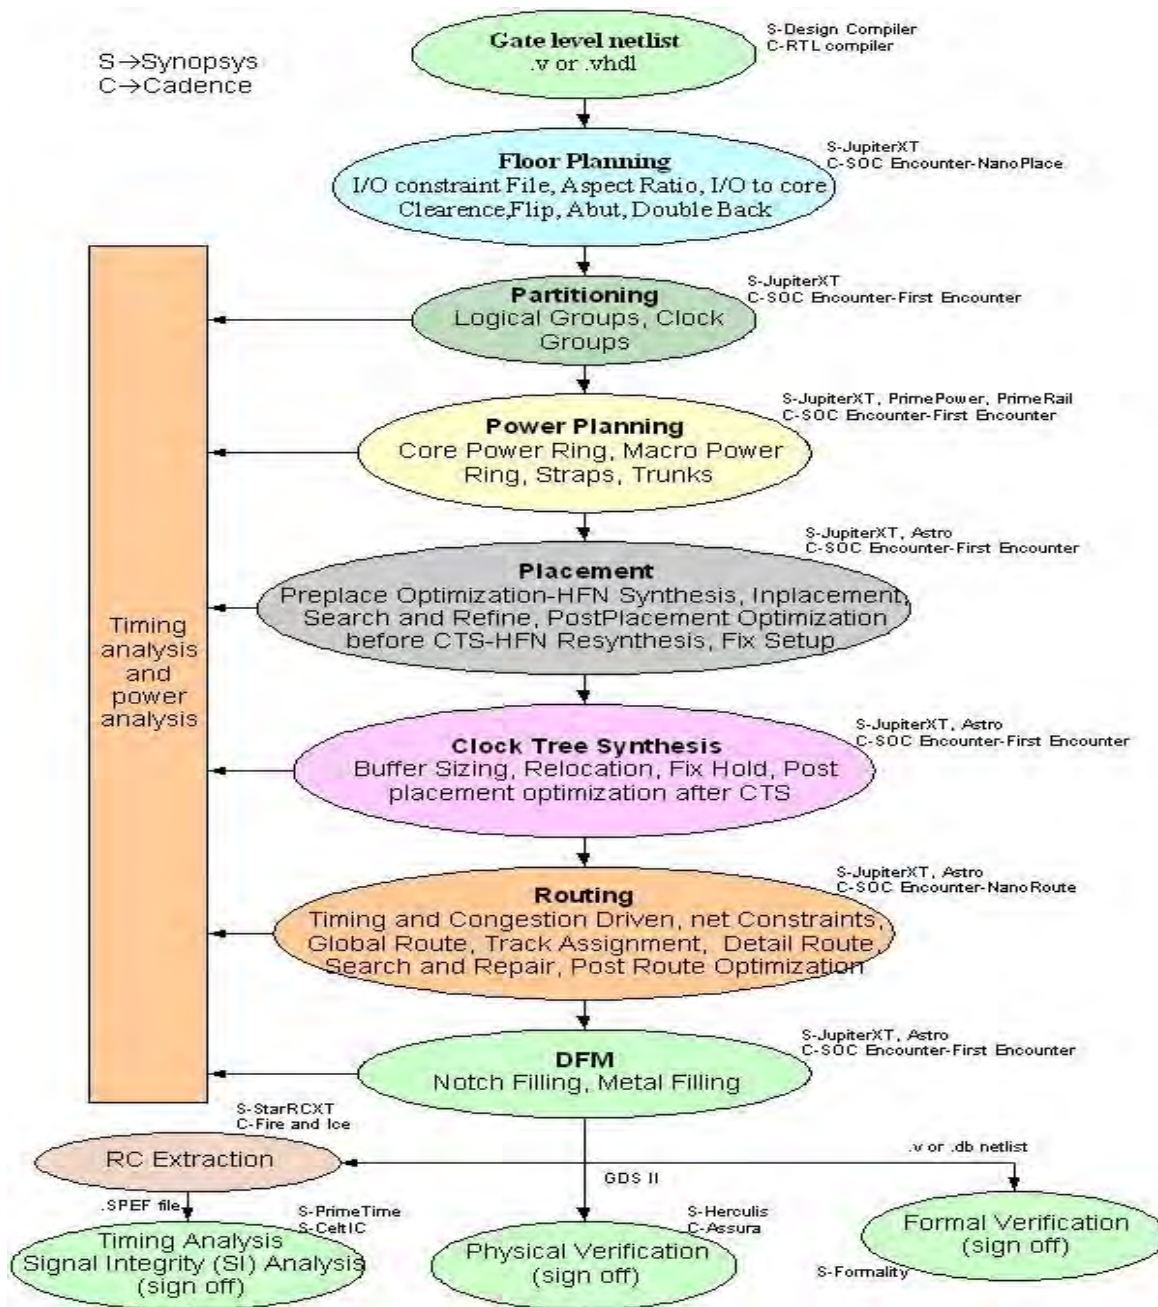 S→Synopsys
C→Cadence
Gate level netlist
.v or .vhdl
S-Design Compiler
C-RTL compiler
Floor Planning
I/O constraint File, Aspect Ratio, I/O to core
Clearence,Flip, Abut, Double Back
S-JupiterXT
C-SOC Encounter-NanoPlace
Partitioning
Logical Groups, Clock
Groups
S-JupiterXT
C-SOC Encounter-First Encounter
Power Planning
Core Power Ring, Macro Power
Ring, Straps, Trunks
S-JupiterXT, PrimePower, PrimeRail
C-SOC Encounter-First Encounter
Placement
Preplace Optimization-HFN Synthesis, Inplacement,
Search and Refine, PostPlacement Optimization
before CTS-HFN Resynthesis, Fix Setup
S-JupiterXT, Astro
C-SOC Encounter-First Encounter
Timing
analysis
and
power
analysis
Clock Tree Synthesis
Buffer Sizing, Relocation, Fix Hold, Post
placement optimization after CTS
S-JupiterXT, Astro
C-SOC Encounter-First Encounter
Routing
Timing and Congestion Driven, net Constraints,
Global Route, Track Assignment, Detail Route,
Search and Repair, Post Route Optimization
S-JupiterXT, Astro
C-SOC Encounter-NanoRoute
DFM
Notch Filling, Metal Filling
S-JupiterXT, Astro
C-SOC Encounter-First Encounter
S-StarRCXT
C-Fire and Ice
RC Extraction
.SPEF file
GDS II
.v or .db netlist
S-PrimeTime
S-CeltIC
Timing Analysis
Signal Integrity (SI) Analysis
(sign off)
S-Herculis
C-Assura
Physical Verification
(sign off)
Formal Verification
(sign off)
S-Formality